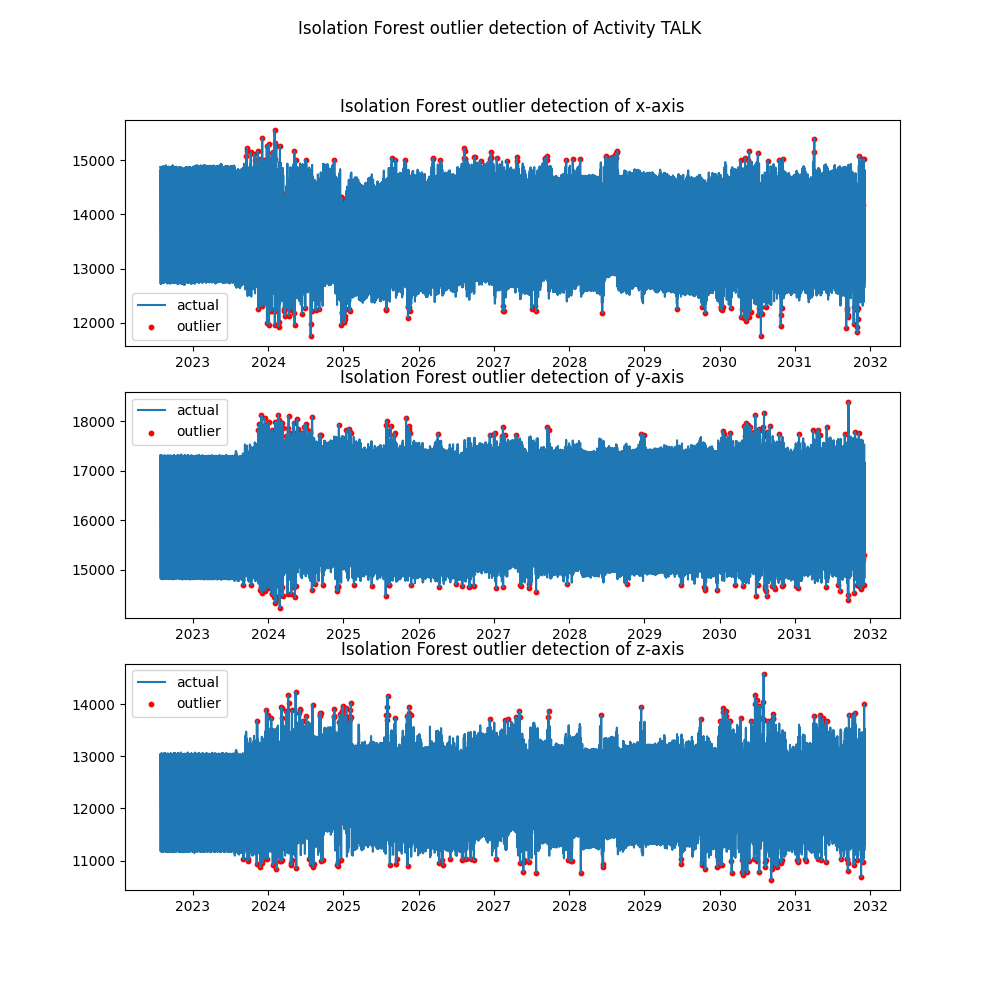 Isolation Forest outlier detection of Activity TALK
Isolation Forest outlier detection of x-axis
15000
14000
13000
12000
actual
outlier
2023 2024 2025 2026 2027 2028 2029 2030 2031 2032
Isolation Forest outlier detection of y-axis
18000
17000
16000
15000
actual
outlier
2023 2024 2025 2026 2027 2028 2029 2030 2031 2032
Isolation Forest outlier detection of z-axis
14000
13000
12000
11000
actual
outlier
2023 2024 2025 2026 2027 2028 2029 2030 2031 2032